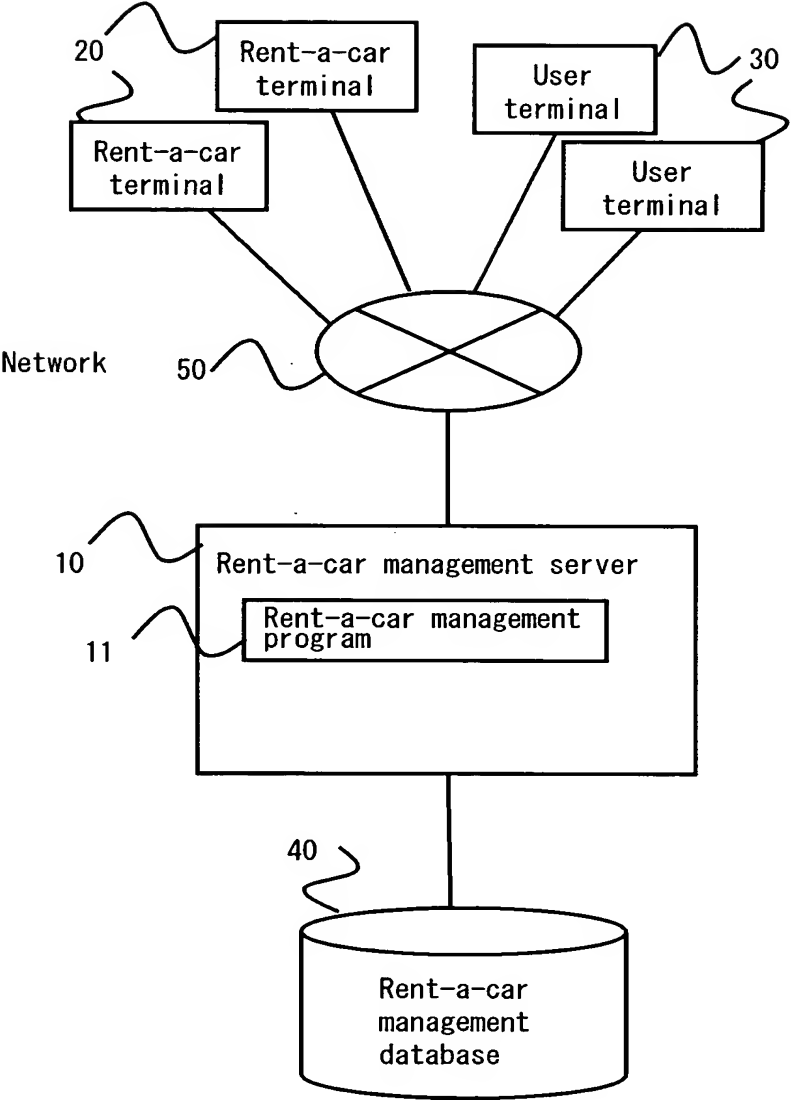 20
Rent-a-car
terminal
User
terminal
30
Rent-a-car
terminal
User
terminal
Network
50
10
Rent-a-car management server
Rent-a-car management
program
11
40
Rent-a-car
management
database